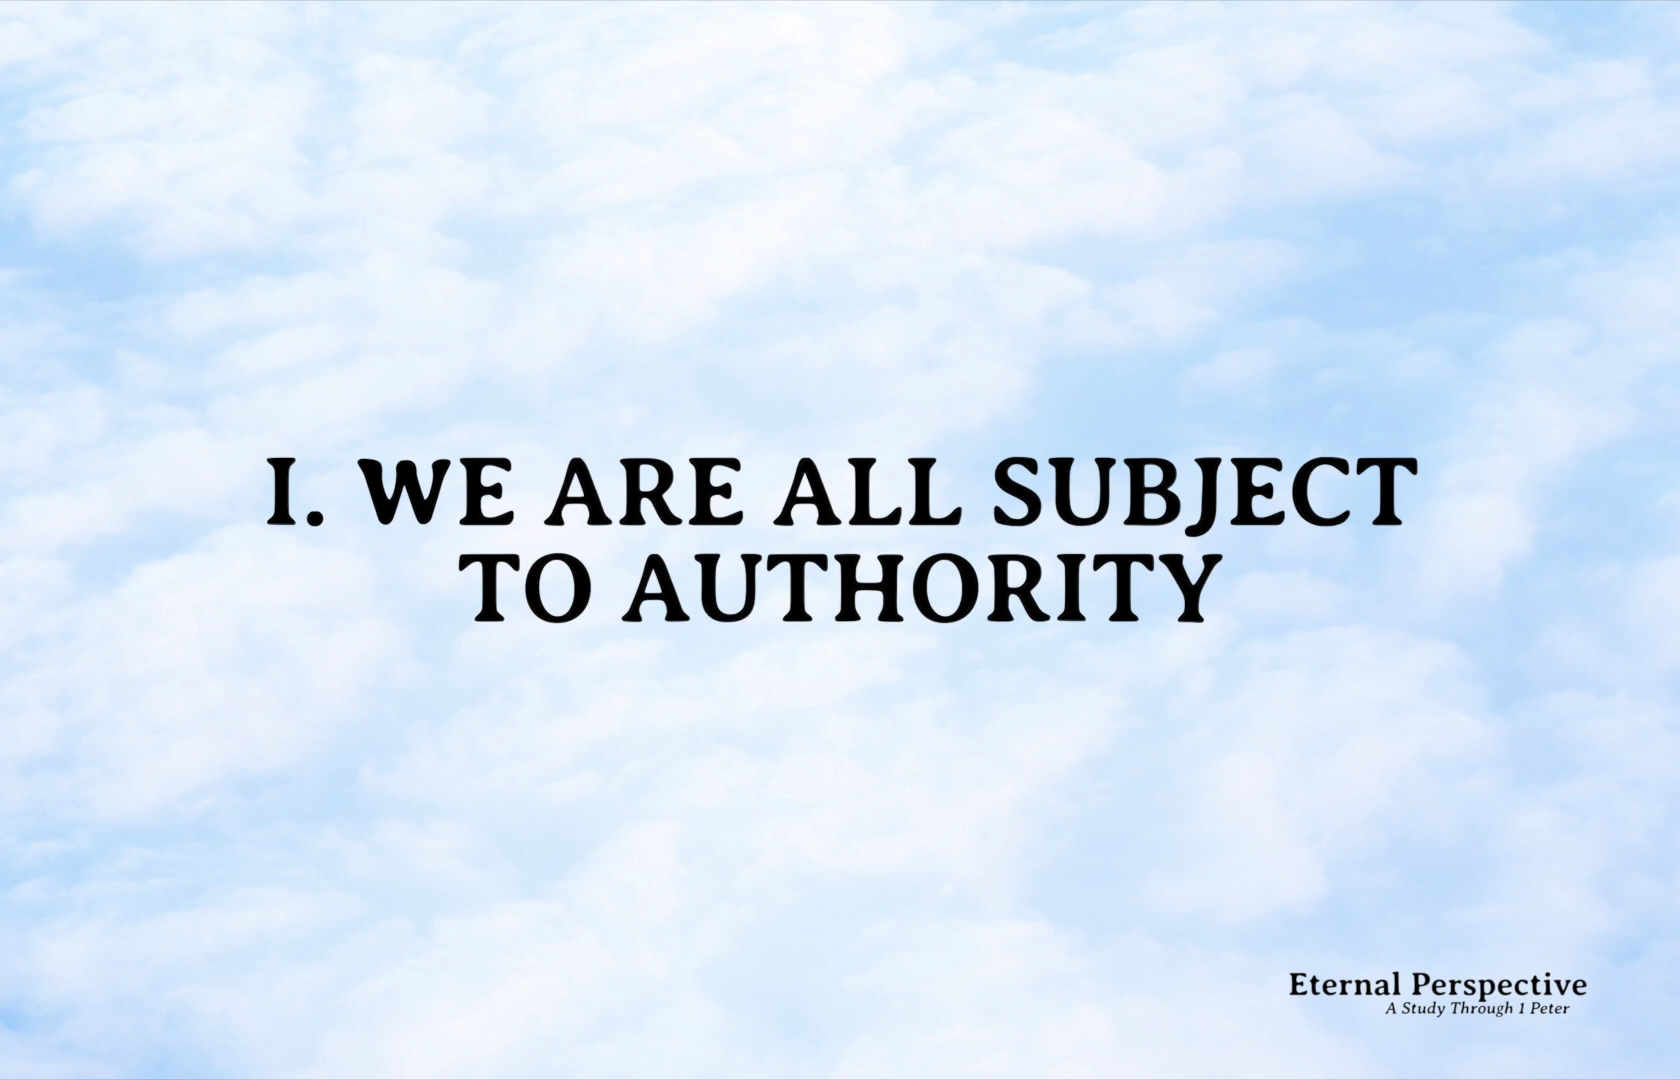 I. WE ARE ALL SUBJECT
TO AUTHORITY
Eternal Perspective
A Study Through 1 Peter